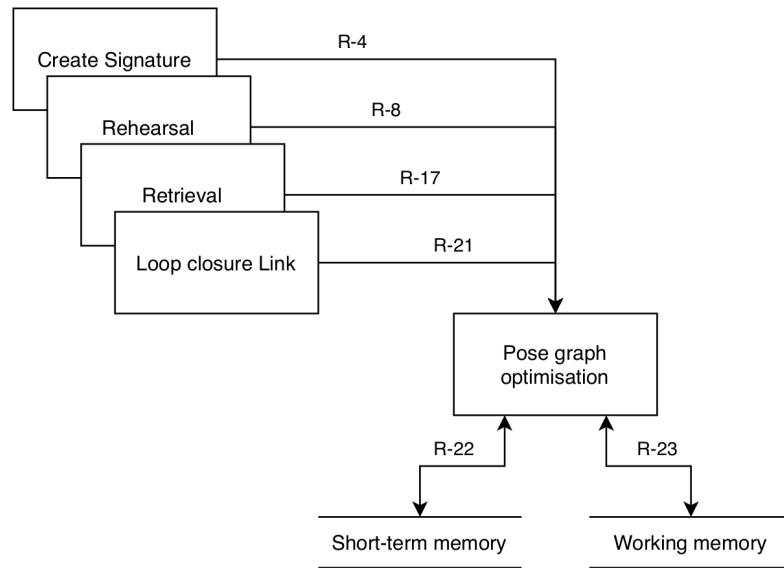 R-4
Create Signature
R-8
Rehearsal
R-17
Retrieval
R-21
Loop closure Link
Pose graph
optimisation
R-22
R-23
Short-term memory
Working memory